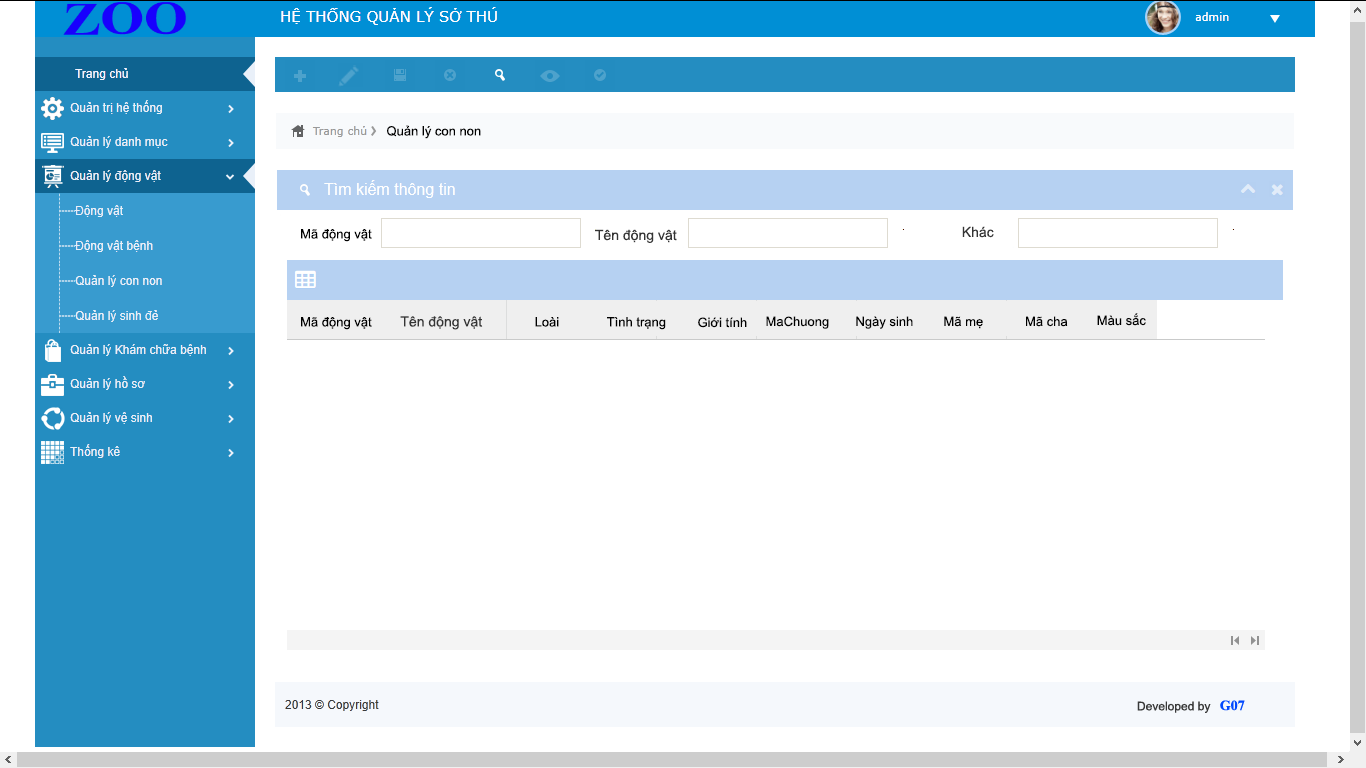 ZOO
HỆ THỐNG QUẢN LÝ SỞ THÚ
admin
Trang chủ
Quản trị hệ thống
Quản lý danh mục
Quản lý động vật
Động vật
Động vật bệnh
Quản lý con non
Quản lý sinh đẻ
Quản lý Khám chữa bệnh
Quản lý hồ sơ
Quản lý vệ sinh
Thống kê
Trang chủ Quản lý con non
Tìm kiếm thông tin
Mã động vật Tên động vật Khác
Mã động vật Tên động vật Loài Tình trạng Giới tính MaChuong Ngày sinh Mã mẹ Mã cha Màu sắc
2013 © Copyright
Developed by G07